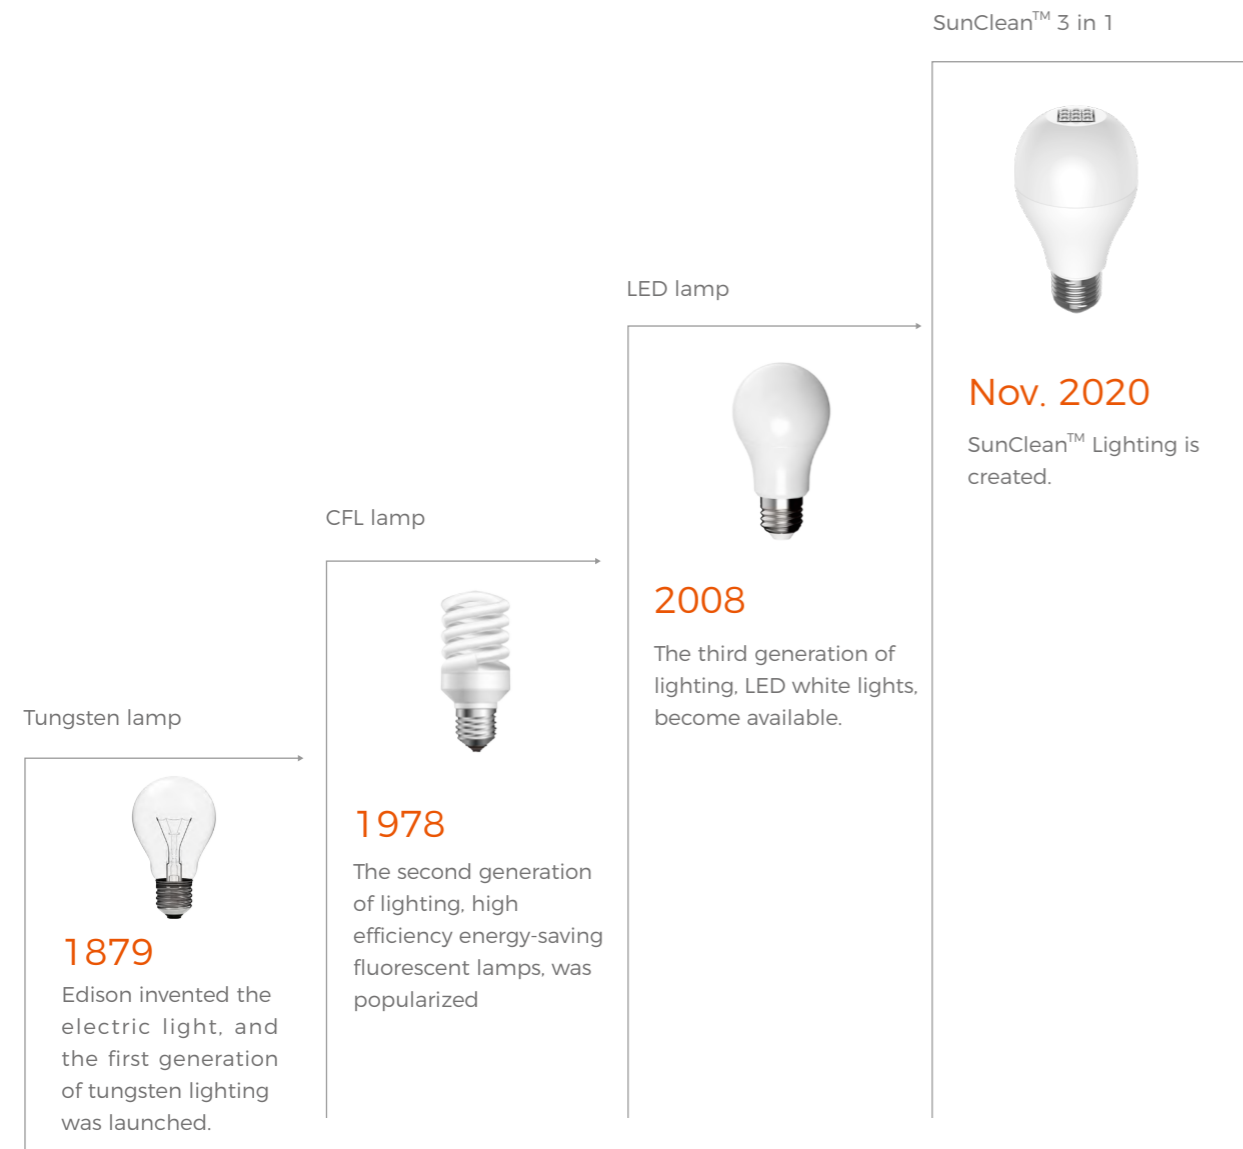 SunClean™ 3 in 1
Nov. 2020
SunClean™ Lighting is
created.
LED lamp
2008
The third generation of
lighting, LED white lights,
become available.
CFL lamp
1978
The second generation
of lighting, high
efficiency energy-saving
fluorescent lamps, was
popularized
Tungsten lamp
1879
Edison invented the
electric light, and
the first generation
of tungsten lighting
was launched.